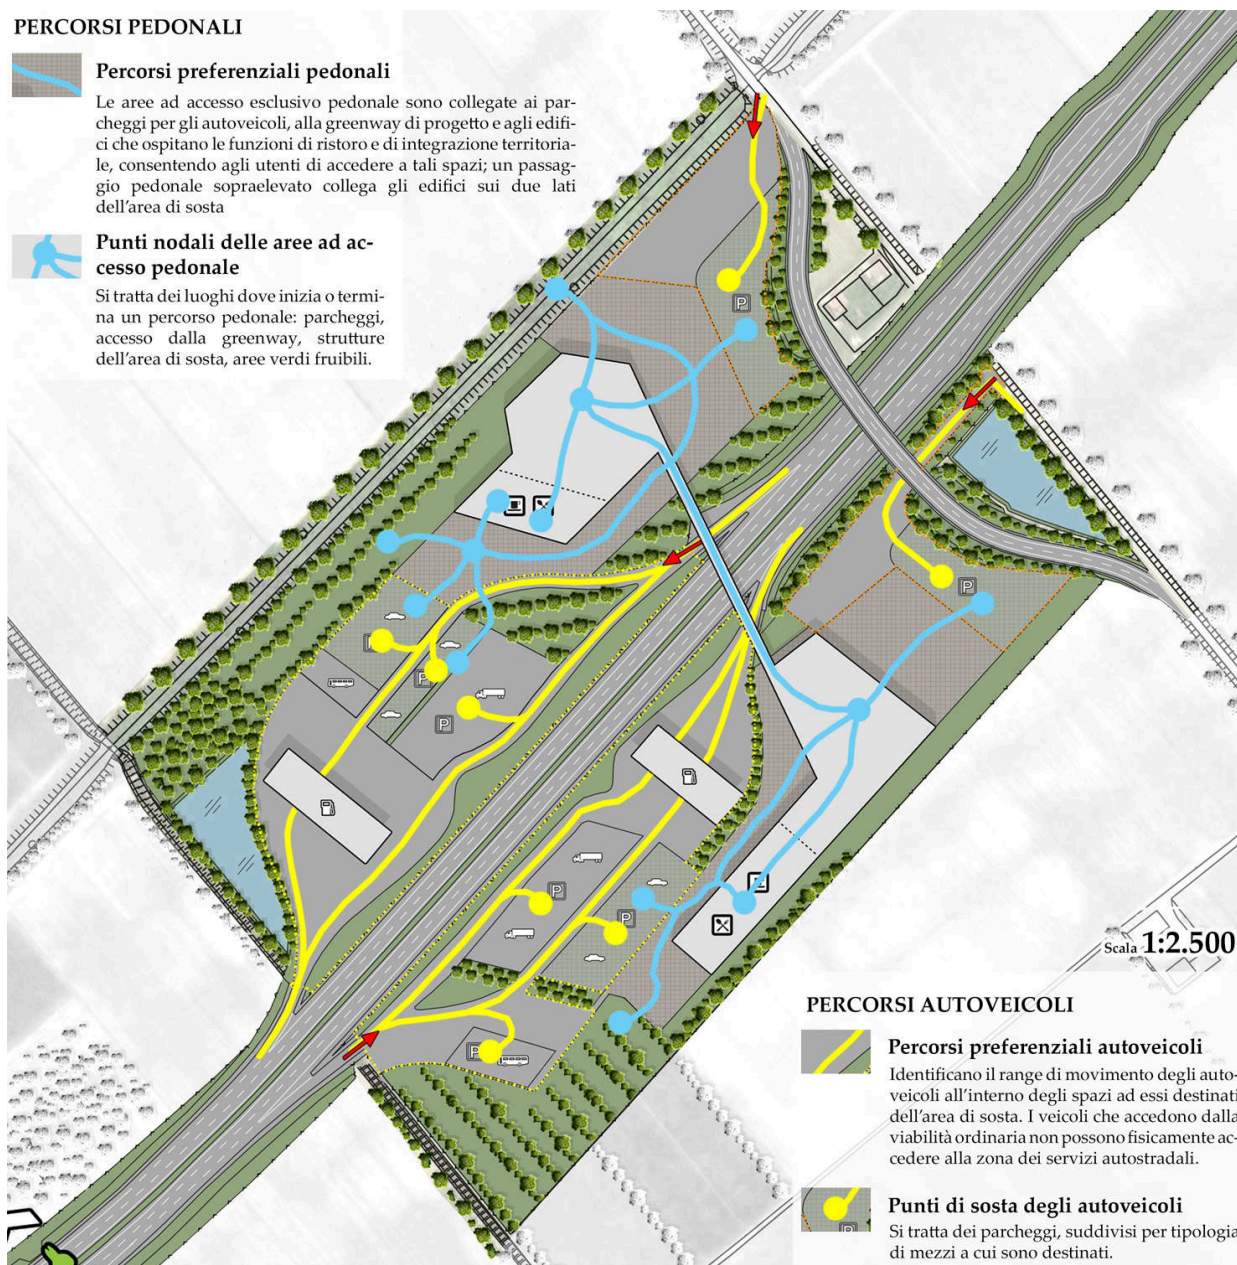 PERCORSI PEDONALI
Percorsi preferenziali pedonali
Le aree ad accesso esclusivo pedonale sono collegate ai par-
cheggi per gli autoveicoli, alla greenway di progetto e agli edifi-
ci che ospitano le funzioni di ristoro e di integrazione territoria-
le, consentendo agli utenti di accedere a tali spazi; un passag-
gio pedonale sopraelevato collega gli edifici sui due lati
dell'area di sosta
Punti nodali delle aree ad ac-
cesso pedonale
Si tratta dei luoghi dove inizia o termi-
na un percorso pedonale: parcheggi,
accesso dalla greenway, strutture
dell'area di sosta, aree verdi fruibili.
P
P
P
P
P
P
P
P
Scala 1:2.500
PERCORSI AUTOVEICOLI
Percorsi preferenziali autoveicoli
Identificano il range di movimento degli auto-
veicoli all'interno degli spazi ad essi destinati
dell'area di sosta. I veicoli che accedono dalla
viabilità ordinaria non possono fisicamente ac-
cedere alla zona dei servizi autostradali.
Punti di sosta degli autoveicoli
Si tratta dei parcheggi, suddivisi per tipologia
di mezzi a cui sono destinati.